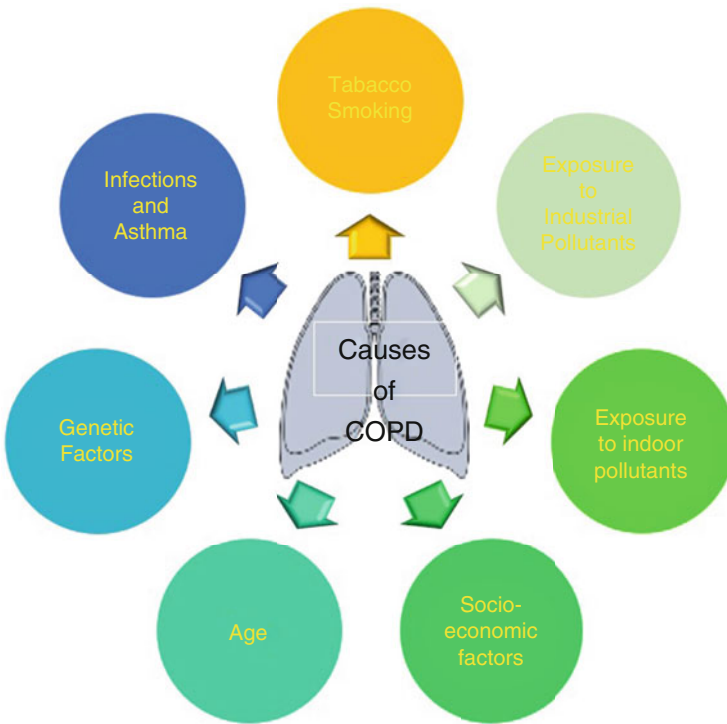 Tabacco
Smoking
Exposure
to
Industrial
Pollutants
Exposure
to indoor
pollutants
Socio-
economic
factors
Age
Genetic
Factors
Infections
and
Asthma
Causes
of
COPD